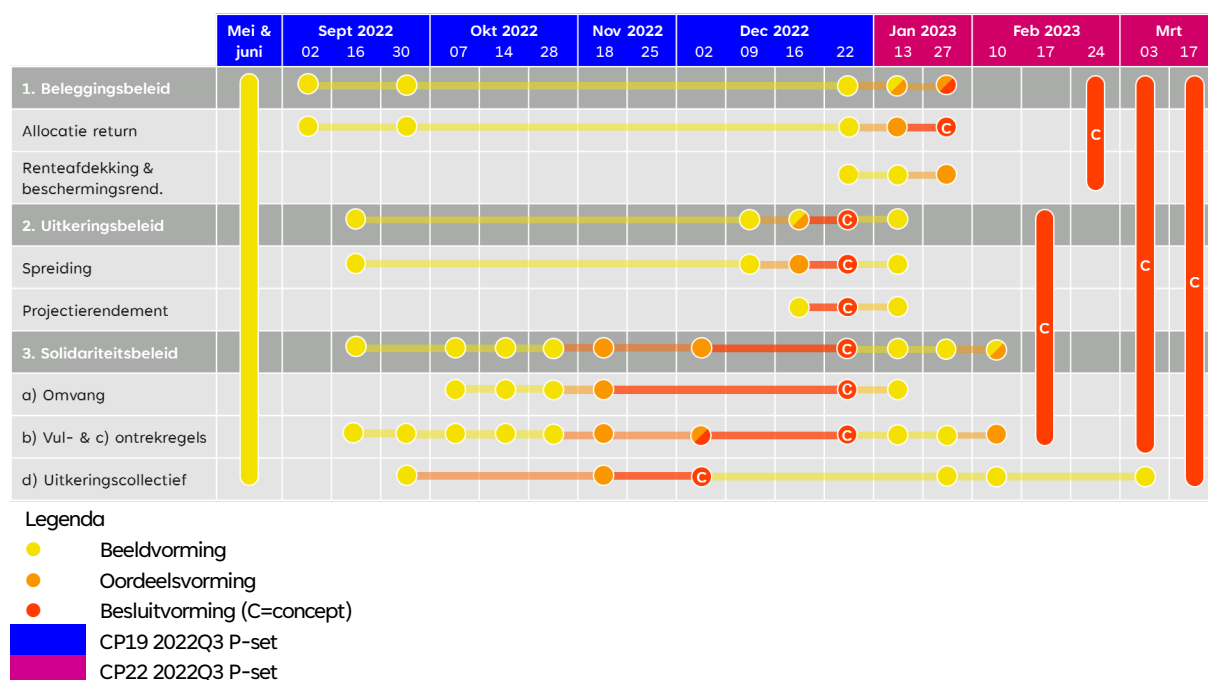 Mei & juni
Sept 2022
Okt 2022
Nov 2022
Dec 2022
Jan 2023
Feb 2023
Mrt
02 16 30 07 14 28 18 25 02 09 16 22 13 27 10 17 24 03 17
1. Beleggingsbeleid
Allocatie return
C
C
Renteafdekking &
beschermingsrend.
2. Uitkeringsbeleid
C
Spreiding
C
C
Projectierendement
C
C
C
3. Solidariteitsbeleid
C
a) Omvang
C
b) Vul- & c) ontrekregels
C
d) Uitkeringscollectief
C
Legenda
Beeldvorming
Oordeelsvorming
Besluitvorming (C=concept)
CP19 2022Q3 P-set
CP22 2022Q3 P-set